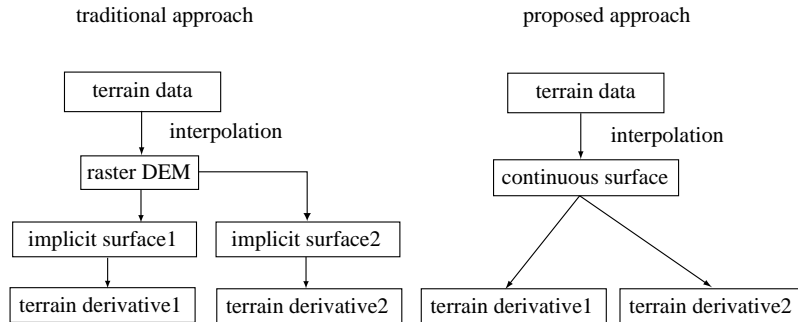 traditional approach
terrain data
interpolation
raster DEM
implicit surface1
implicit surface2
terrain derivative1
terrain derivative2
proposed approach
terrain data
interpolation
continuous surface
terrain derivative1
terrain derivative2